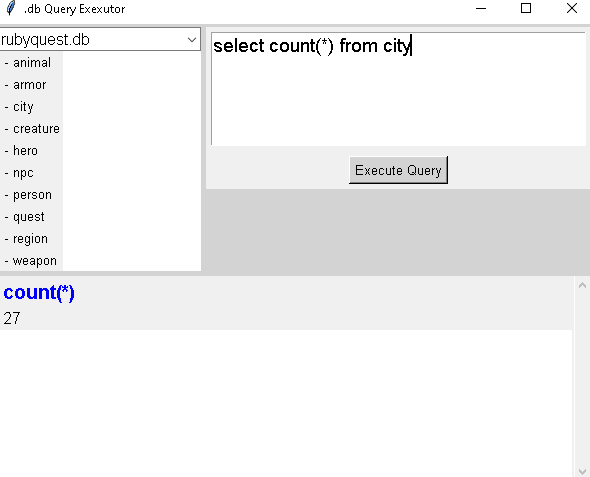 .db Query Exexutor
rubyquest.db
- animal
- armor
- city
- creature
- hero
- npc
- person
- quest
- region
- weapon
select count(*) from city
Execute Query
count(*)
27